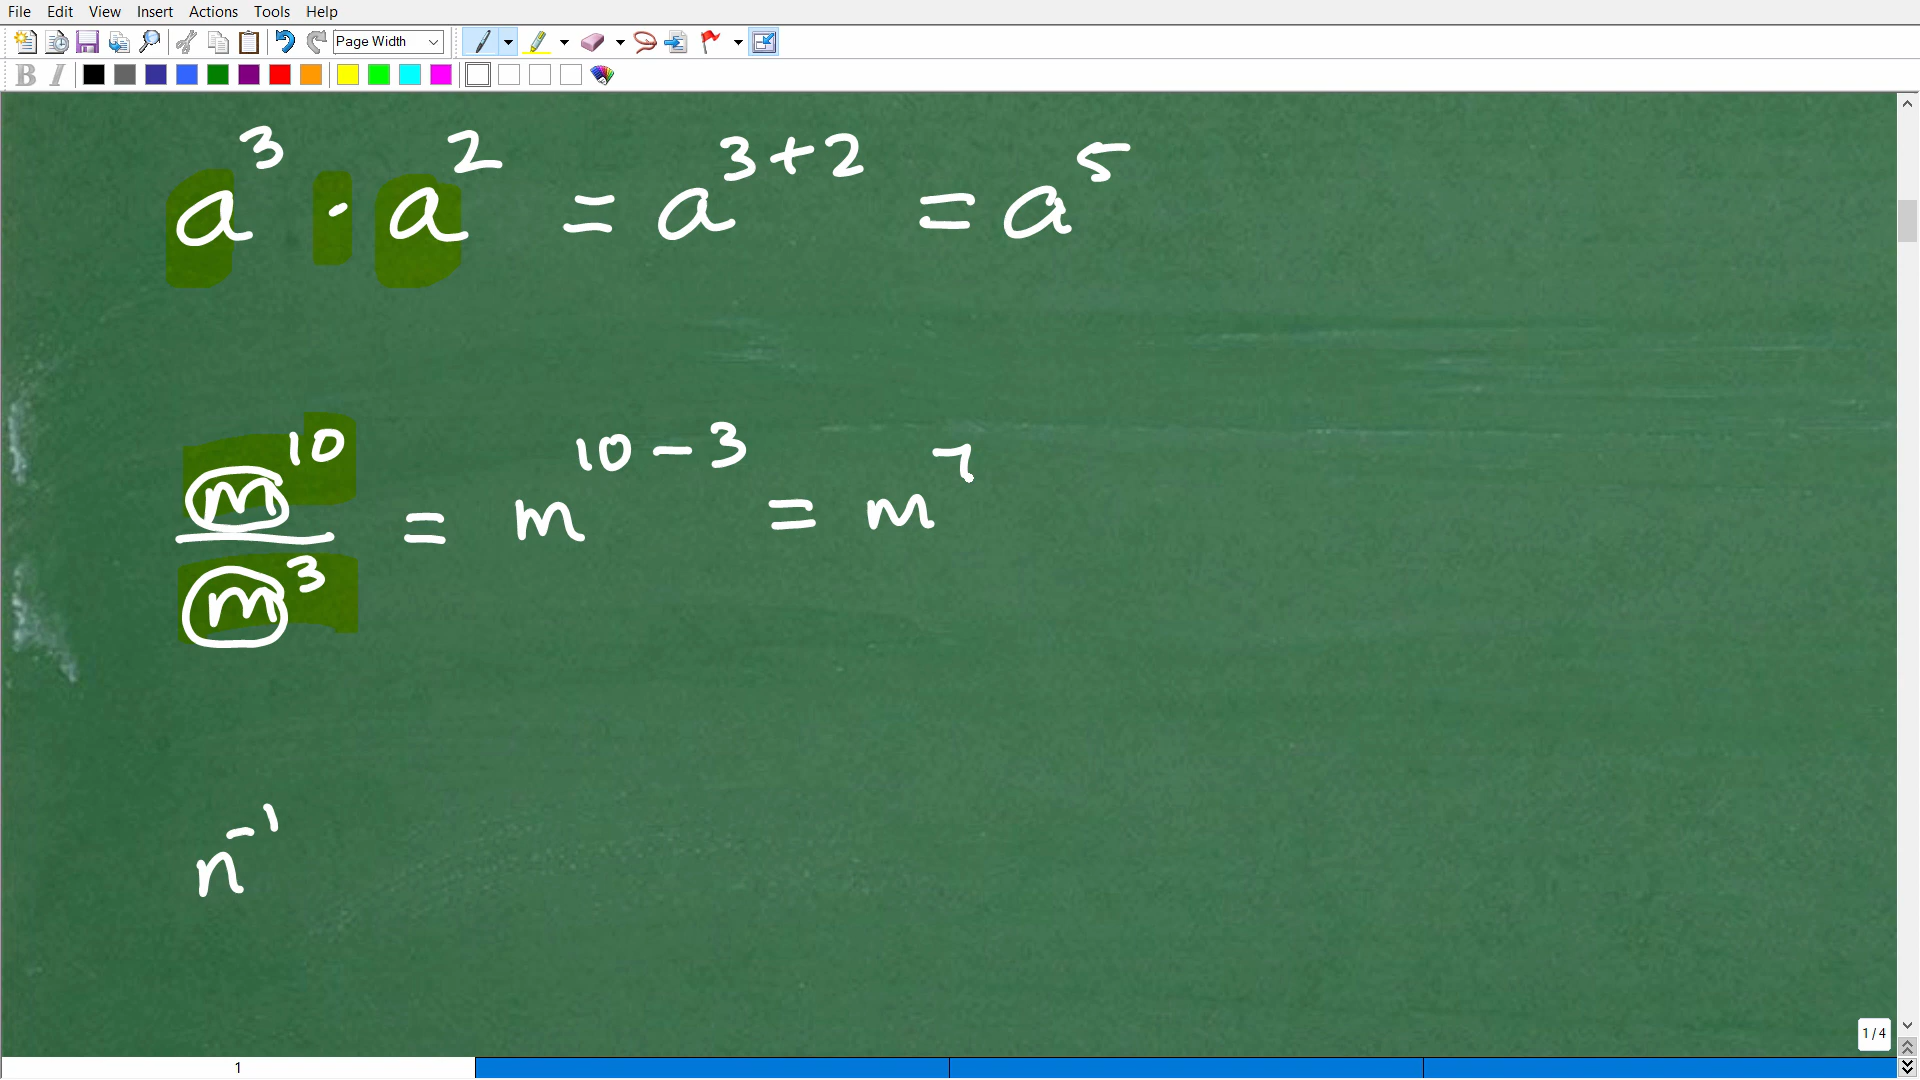 File Edit View Insert Actions Tools Help
Page Width
B I
a³ · a² = a³⁺² = a⁵
m¹⁰/m³ = m¹⁰⁻³ = m⁷
n⁻¹
1 / 4
1